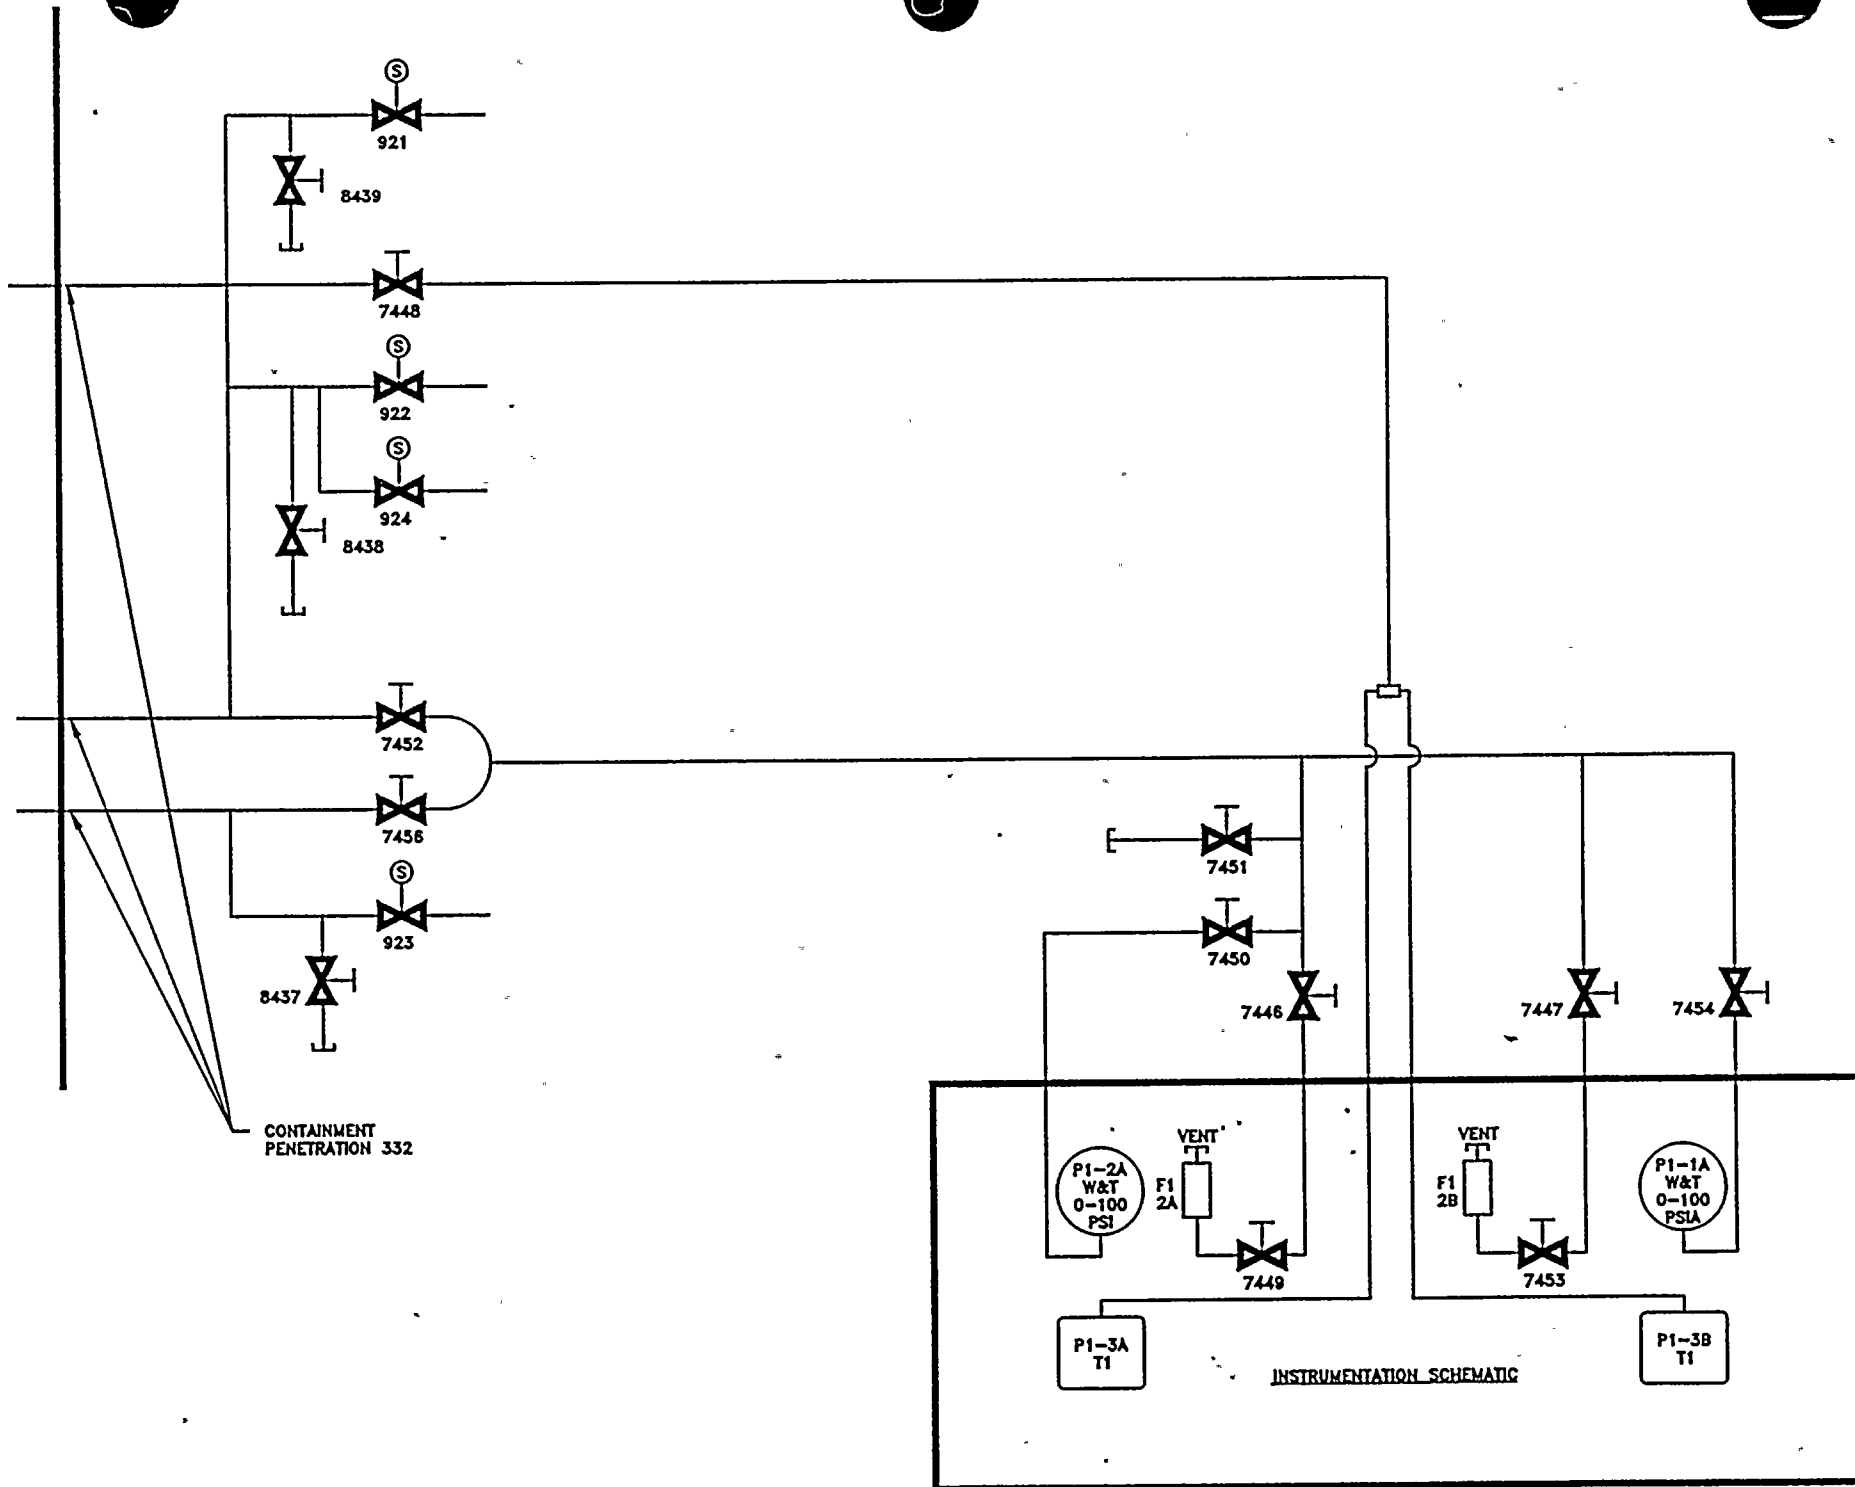 S
921
8439
7448
S
922
S
924
8438
7452
7456
S
923
8437
7451
7450
7446
7447
7454
CONTAINMENT
PENETRATION 332
P1-2A
W&T
0-100
PSI
VENT
F1
2A
7449
VENT
F1
2B
7453
P1-1A
W&T
0-100
PSIA
P1-3A
T1
P1-3B
T1
INSTRUMENTATION SCHEMATIC